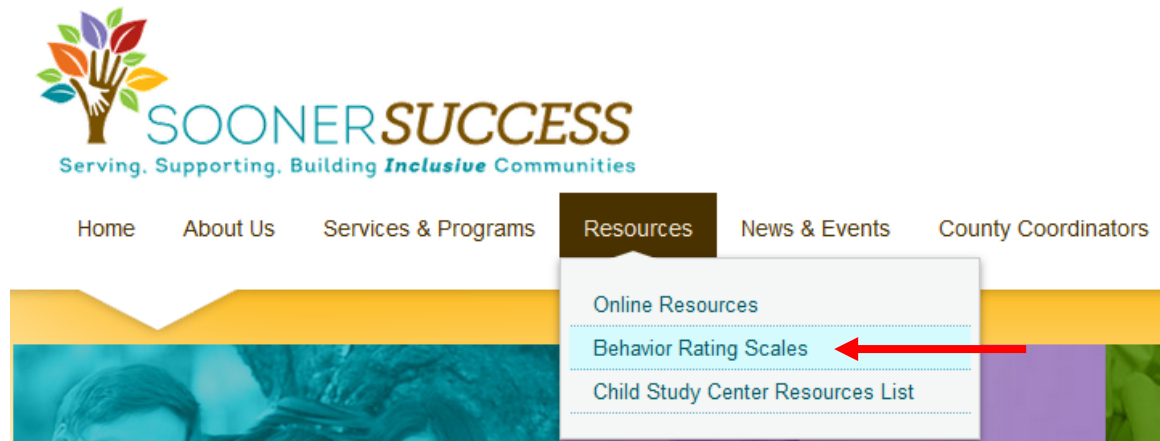 SOONERSUCCESS
Serving, Supporting, Building Inclusive Communities
Home About Us Services & Programs Resources News & Events County Coordinators
Online Resources
Behavior Rating Scales
Child Study Center Resources List